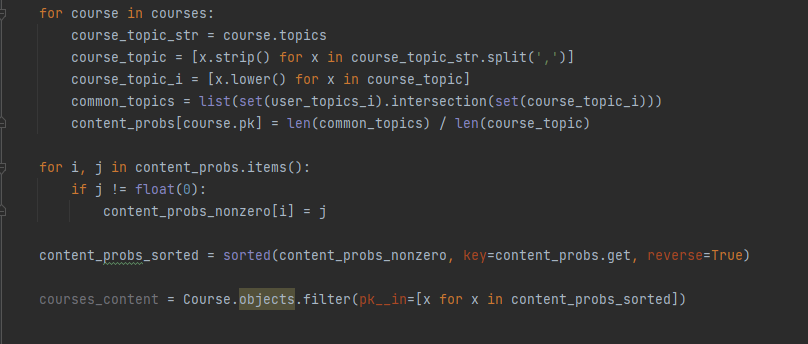 for course in courses:
    course_topic_str = course.topics
    course_topic = [x.strip() for x in course_topic_str.split(',')]
    course_topic_i = [x.lower() for x in course_topic]
    common_topics = list(set(user_topics_i).intersection(set(course_topic_i)))
    content_probs[course.pk] = len(common_topics) / len(course_topic)

for i, j in content_probs.items():
    if j != float(0):
        content_probs_nonzero[i] = j

content_probs_sorted = sorted(content_probs_nonzero, key=content_probs.get, reverse=True)

courses_content = Course.objects.filter(pk__in=[x for x in content_probs_sorted])